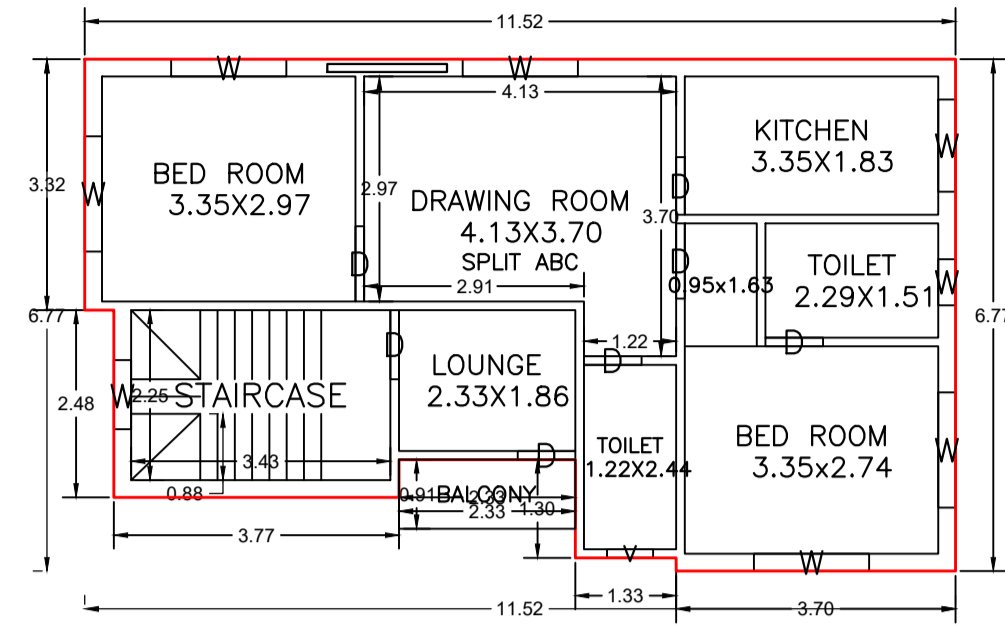 11.52
W
W
4.13
KITCHEN
3.35X1.83
W
BED ROOM
3.35X2.97
3.32
W
2.97
DRAWING ROOM
4.13X3.70
SPLIT ABC
D
3.70
D
D
2.91
0.95x1.63
TOILET
2.29X1.51
W
6.77
6.77
1.22
D
D
D
LOUNGE
2.33X1.86
2.48
W
2.25
STAIRCASE
3.43
0.88
TOILET
1.22X2.44
BED ROOM
3.35x2.74
W
D
0.91
BALCONY
2.33
2.33
1.30
3.77
V
W
11.52
1.33
3.70